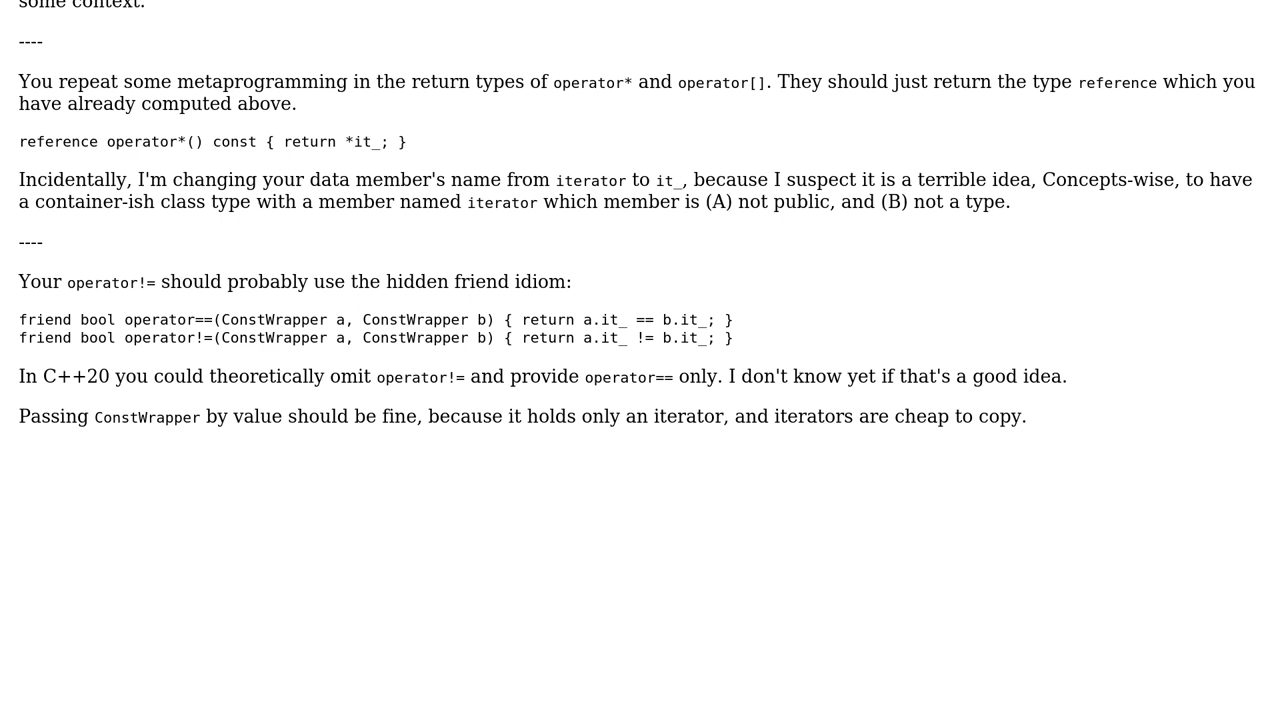 some context.
----
You repeat some metaprogramming in the return types of operator* and operator[]. They should just return the type reference which you
have already computed above.
reference operator*() const { return *it_; }
Incidentally, I'm changing your data member's name from iterator to it_, because I suspect it is a terrible idea, Concepts-wise, to have
a container-ish class type with a member named iterator which member is (A) not public, and (B) not a type.
----
Your operator!= should probably use the hidden friend idiom:
friend bool operator==(ConstWrapper a, ConstWrapper b) { return a.it_ == b.it_; }
friend bool operator!=(ConstWrapper a, ConstWrapper b) { return a.it_ != b.it_; }
In C++20 you could theoretically omit operator!= and provide operator== only. I don't know yet if that's a good idea.
Passing ConstWrapper by value should be fine, because it holds only an iterator, and iterators are cheap to copy.